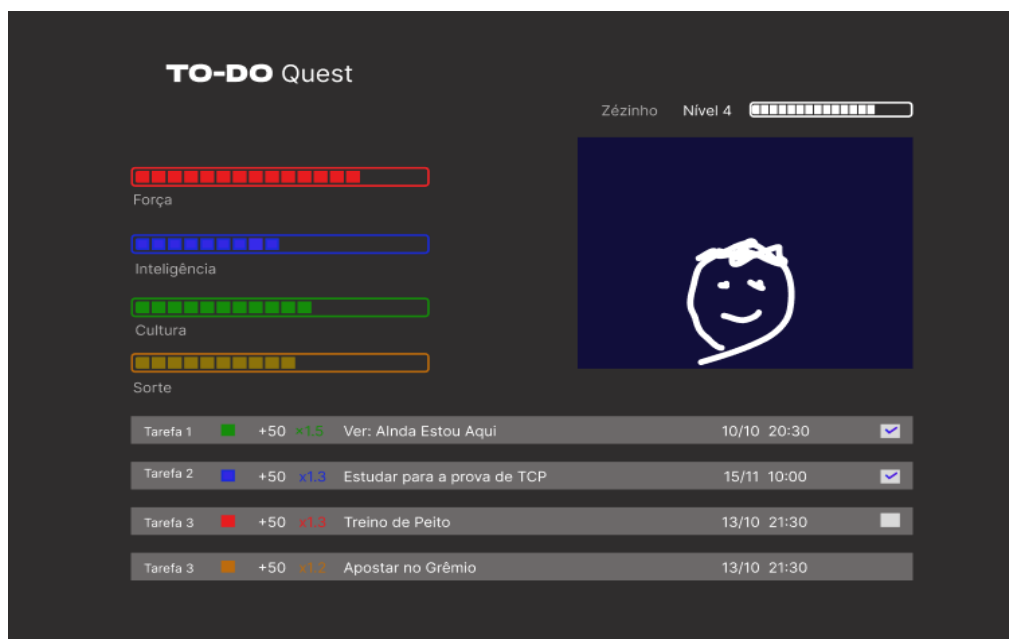 TO-DO Quest
Zézinho Nível 4
Força
Inteligência
Cultura
Sorte
Tarefa 1 +50 ×1.5 Ver: AInda Estou Aqui 10/10 20:30
Tarefa 2 +50 x1.3 Estudar para a prova de TCP 15/11 10:00
Tarefa 3 +50 x1.3 Treino de Peito 13/10 21:30
Tarefa 3 +50 x1.2 Apostar no Grêmio 13/10 21:30